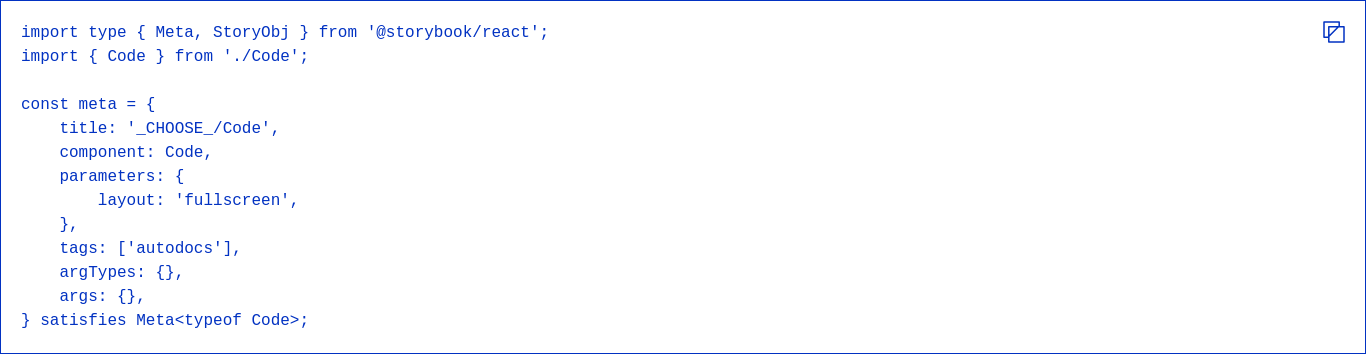 import type { Meta, StoryObj } from '@storybook/react';
import { Code } from './Code';

const meta = {
    title: '_CHOOSE_/Code',
    component: Code,
    parameters: {
        layout: 'fullscreen',
    },
    tags: ['autodocs'],
    argTypes: {},
    args: {},
} satisfies Meta<typeof Code>;